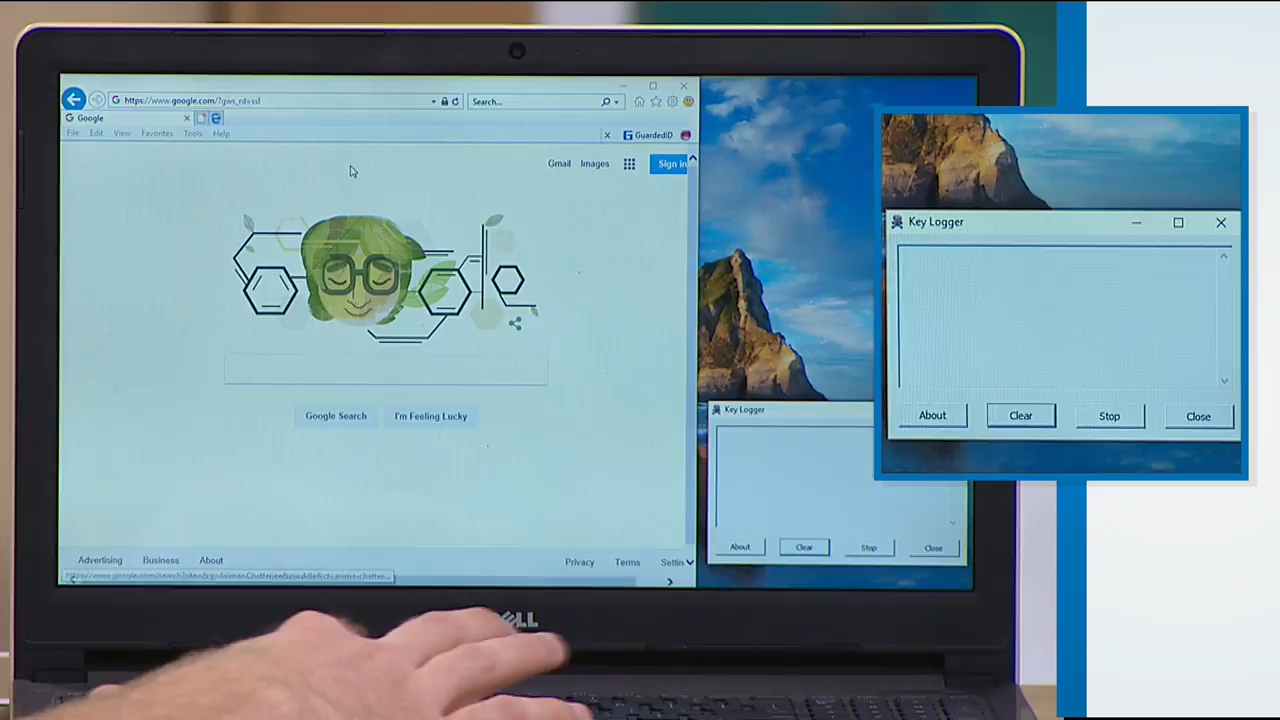 https://www.google.com/?gws_rd=ssl
Search...
Google
File Edit View Favorites Tools Help
x GuardedID
Gmail Images Sign in
Google Search I'm Feeling Lucky
Advertising Business About Privacy Terms Settin
Key Logger
About Clear Stop Close
Key Logger
About Clear Stop Close
DELL